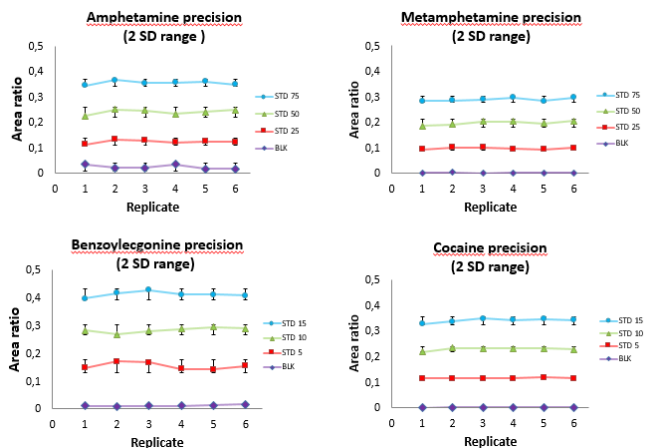 Amphetamine precision
(2 SD range )
0,5
0,4
0,3
0,2
0,1
0
Area ratio
0 1 2 3 4 5 6
Replicate
STD 75
STD 50
STD 25
BLK
Metamphetamine precision
(2 SD range)
0,5
0,4
0,3
0,2
0,1
0
Area ratio
0 1 2 3 4 5 6
Replicate
STD 75
STD 50
STD 25
BLK
Benzoylecgonine precision
(2 SD range)
0,5
0,4
0,3
0,2
0,1
0
Area ratio
0 1 2 3 4 5 6
Replicate
STD 15
STD 10
STD 5
BLK
Cocaine precision
(2 SD range)
0,5
0,4
0,3
0,2
0,1
0
Area ratio
0 1 2 3 4 5 6
Replicate
STD 15
STD 10
STD 5
BLK